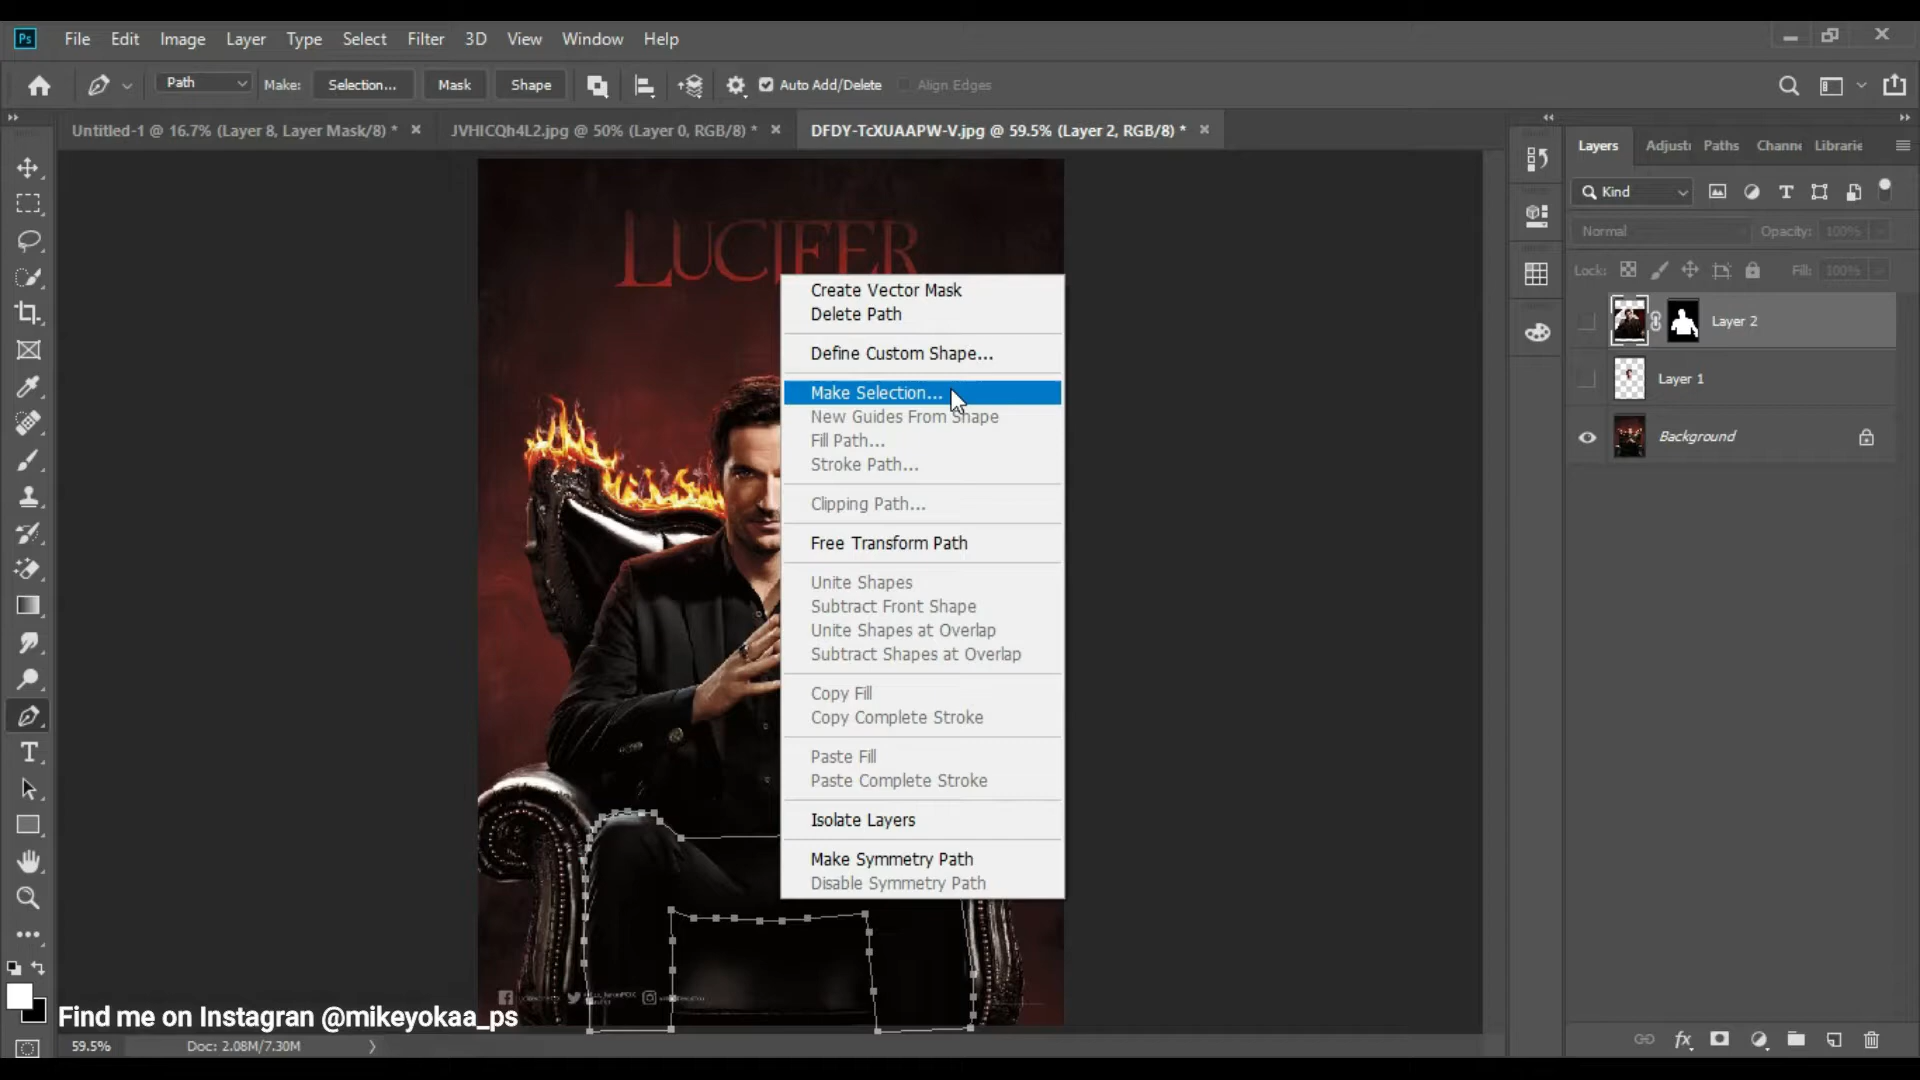 Ps File Edit Image Layer Type Select Filter 3D View Window Help
Path Make: Selection... Mask Shape Auto Add/Delete Align Edges
Untitled-1 @ 16.7% (Layer 8, Layer Mask/8) * JVHICQh4L2.jpg @ 50% (Layer 0, RGB/8) * DFDY-TcXUAAPW-V.jpg @ 59.5% (Layer 2, RGB/8) *
Layers Adjustı Paths Channe Librarie
Kind
Normal Opacity: 100%
Lock: Fill: 100%
Layer 2
Layer 1
Background
LUCIFER
Create Vector Mask
Delete Path
Define Custom Shape...
Make Selection...
New Guides From Shape
Fill Path...
Stroke Path...
Clipping Path...
Free Transform Path
Unite Shapes
Subtract Front Shape
Unite Shapes at Overlap
Subtract Shapes at Overlap
Copy Fill
Copy Complete Stroke
Paste Fill
Paste Complete Stroke
Isolate Layers
Make Symmetry Path
Disable Symmetry Path
Find me on Instagran @mikeyokaa_ps
59.5% Doc: 2.08M/7.30M